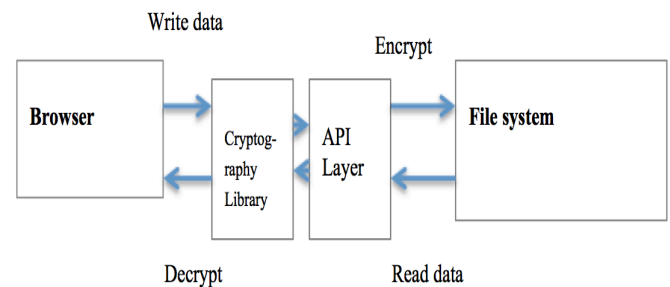 Write data
Encrypt
Browser
Cryptog-
raphy
Library
API
Layer
File system
Decrypt
Read data